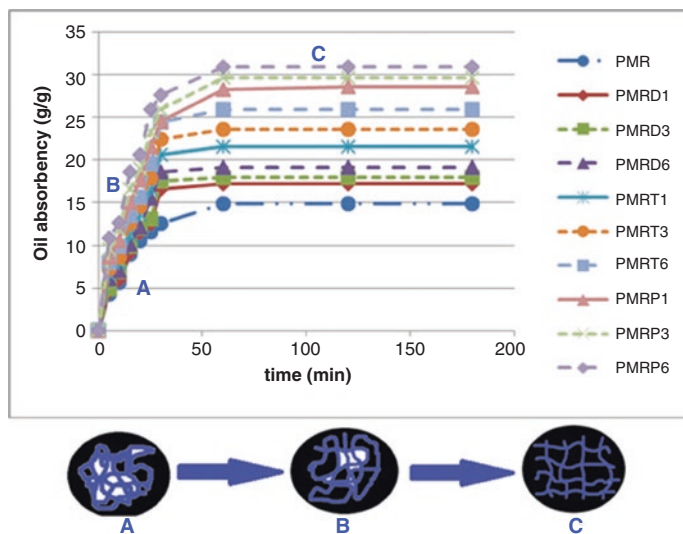 35
30
25
20
15
10
5
0
Oil absorbency (g/g)
A
B
C
0 50 100 150 200
time (min)
PMR
PMRD1
PMRD3
PMRD6
PMRT1
PMRT3
PMRT6
PMRP1
PMRP3
PMRP6
A B C